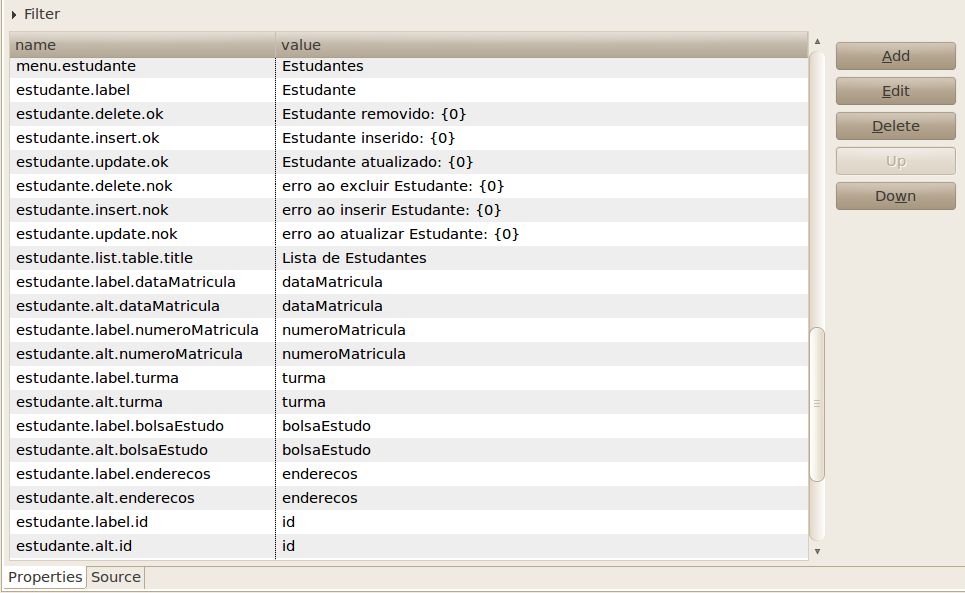 Filter
name value
menu.estudante Estudantes
estudante.label Estudante
estudante.delete.ok Estudante removido: {0}
estudante.insert.ok Estudante inserido: {0}
estudante.update.ok Estudante atualizado: {0}
estudante.delete.nok erro ao excluir Estudante: {0}
estudante.insert.nok erro ao inserir Estudante: {0}
estudante.update.nok erro ao atualizar Estudante: {0}
estudante.list.table.title Lista de Estudantes
estudante.label.dataMatricula dataMatricula
estudante.alt.dataMatricula dataMatricula
estudante.label.numeroMatricula numeroMatricula
estudante.alt.numeroMatricula numeroMatricula
estudante.label.turma turma
estudante.alt.turma turma
estudante.label.bolsaEstudo bolsaEstudo
estudante.alt.bolsaEstudo bolsaEstudo
estudante.label.enderecos enderecos
estudante.alt.enderecos enderecos
estudante.label.id id
estudante.alt.id id
Add
Edit
Delete
Up
Down
Properties Source